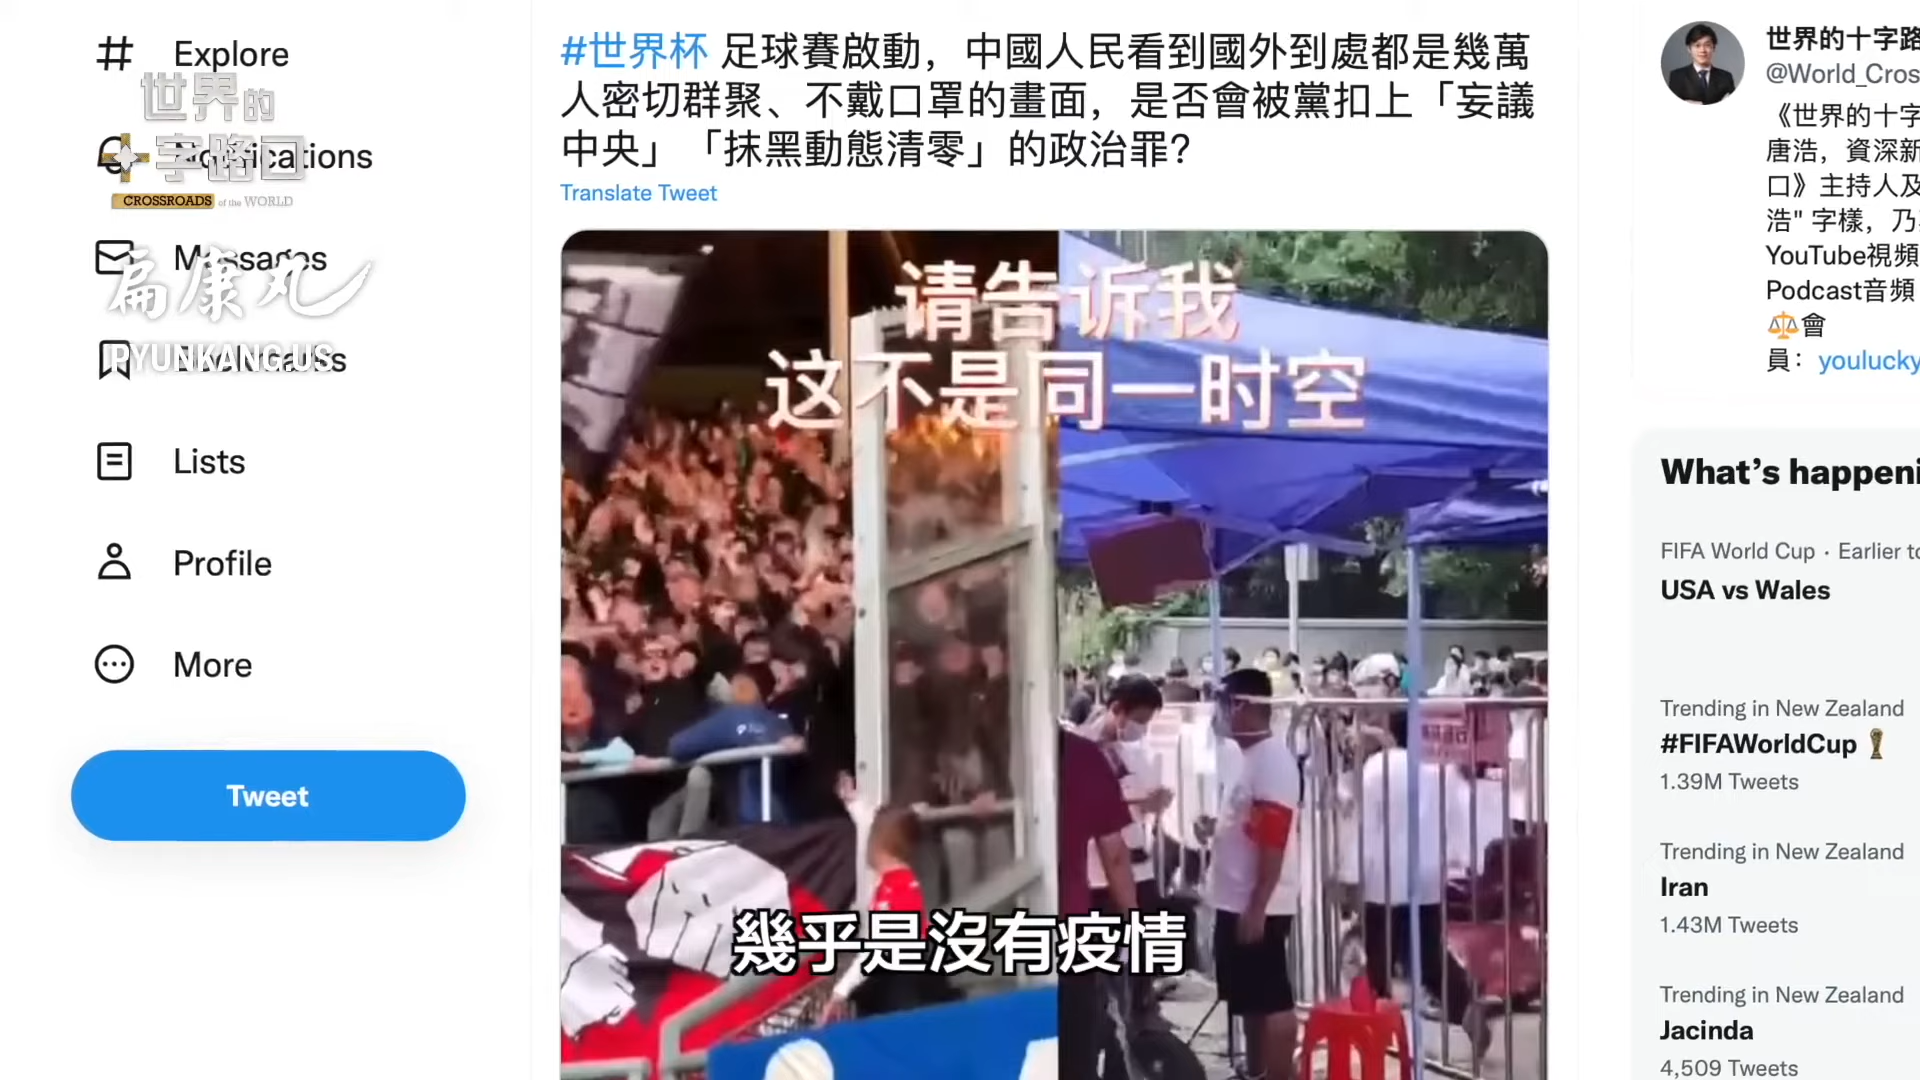 Explore
世界的
十字路口
CROSSROADS of the WORLD
Notifications
Messages
扁康丸
Bookmarks
PYUNKANG.US
Lists
Profile
More
Tweet
#世界杯 足球賽啟動，中國人民看到國外到處都是幾萬
人密切群聚、不戴口罩的畫面，是否會被黨扣上「妄議
中央」「抹黑動態清零」的政治罪？
Translate Tweet
请告诉我
这不是同一时空
幾乎是沒有疫情
世界的十字路
@World_Cros
《世界的十字
唐浩，資深新
口》主持人及
浩" 字樣，乃
YouTube視頻
Podcast音頻
會
員： youlucky
What's happeni
FIFA World Cup · Earlier to
USA vs Wales
Trending in New Zealand
#FIFAWorldCup
1.39M Tweets
Trending in New Zealand
Iran
1.43M Tweets
Trending in New Zealand
Jacinda
4,509 Tweets